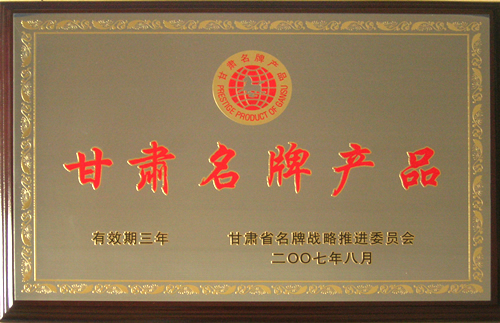 甘肃名牌产品
PRESTIGE PRODUCT OF GANSU
甘肃名牌产品
有效期三年
甘肃省名牌战略推进委员会
二〇〇七年八月